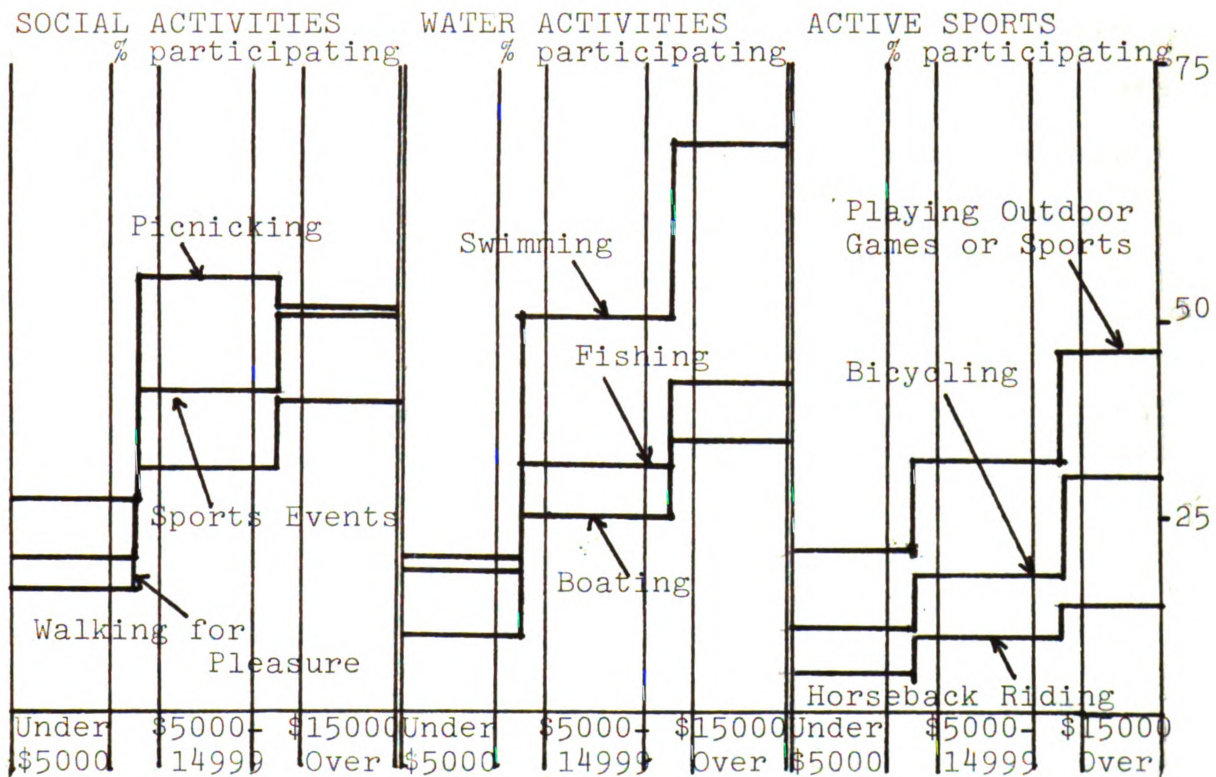 SOCIAL ACTIVITIES
% participating
WATER ACTIVITIES
% participating
ACTIVE SPORTS
% participating
75
50
25
Picnicking
Sports Events
Walking for
Pleasure
Swimming
Fishing
Boating
Playing Outdoor
Games or Sports
Bicycling
Horseback Riding
Under
$5000
$5000-
14999
$15000
Over
Under
$5000
$5000-
14999
$15000
Over
Under
$5000
$5000-
14999
$15000
Over